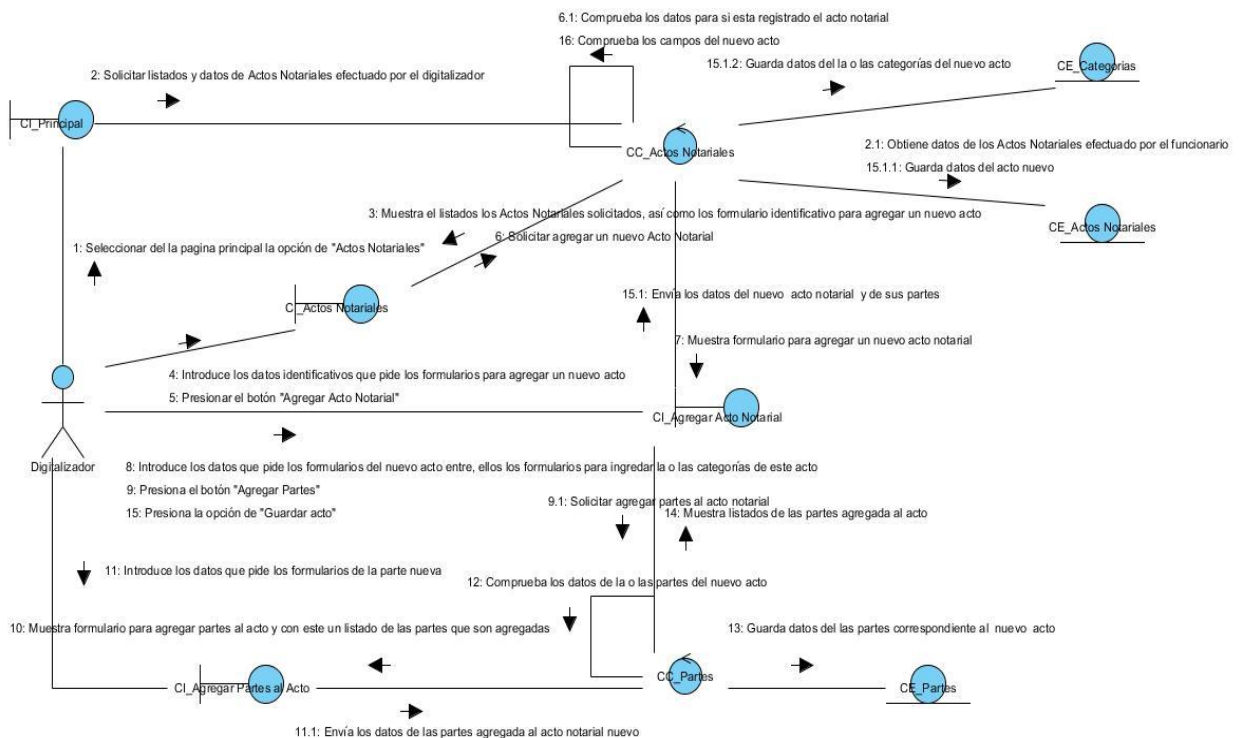 6.1: Comprueba los datos para si esta registrado el acto notarial
16: Comprueba los campos del nuevo acto
2: Solicitar listados y datos de Actos Notariales efectuado por el digitalizador
15.1.2: Guarda datos del la o las categorías del nuevo acto
CE_Categorias
CI_Principal
CC_Actos Notariales
2.1: Obtiene datos de los Actos Notariales efectuado por el funcionario
15.1.1: Guarda datos del acto nuevo
3: Muestra el listados los Actos Notariales solicitados, así como los formulario identificativo para agregar un nuevo acto
CE_Actos Notariales
6: Solicitar agregar un nuevo Acto Notarial
1: Seleccionar del la pagina principal la opción de "Actos Notariales"
CI_Actos Notariales
15.1: Envía los datos del nuevo acto notarial y de sus partes
7: Muestra formulario para agregar un nuevo acto notarial
4: Introduce los datos identificativos que pide los formularios para agregar un nuevo acto
5: Presionar el botón "Agregar Acto Notarial"
CI_Agregar Acto Notarial
Digitalizador
8: Introduce los datos que pide los formularios del nuevo acto entre, ellos los formularios para ingredar la o las categorías de este acto
9: Presiona el botón "Agregar Partes"
9.1: Solicitar agregar partes al acto notarial
15: Presiona la opción de "Guardar acto"
14: Muestra listados de las partes agregada al acto
11: Introduce los datos que pide los formularios de la parte nueva
12: Comprueba los datos de la o las partes del nuevo acto
10: Muestra formulario para agregar partes al acto y con este un listado de las partes que son agregadas
13: Guarda datos del las partes correspondiente al nuevo acto
CI_Agregar Partes al Acto
CC_Partes
CE_Partes
11.1: Envía los datos de las partes agregada al acto notarial nuevo